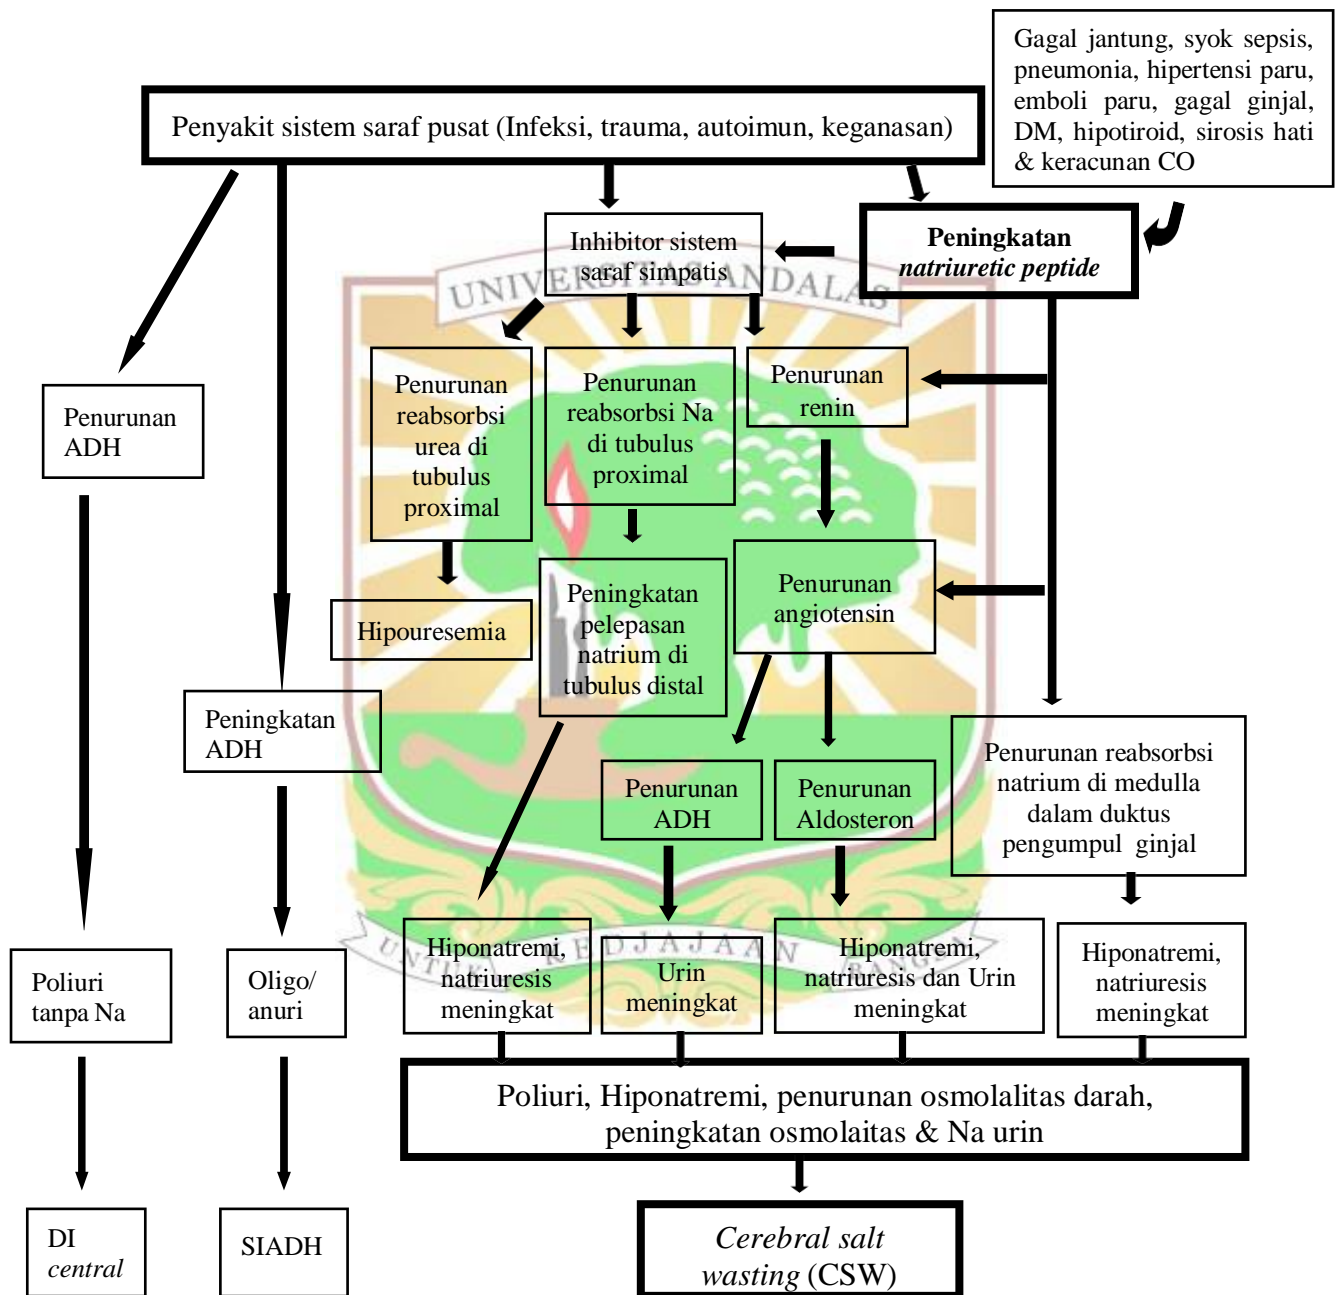 Gagal jantung, syok sepsis,
pneumonia, hipertensi paru,
emboli paru, gagal ginjal,
DM, hipotiroid, sirosis hati
& keracunan CO
Penyakit sistem saraf pusat (Infeksi, trauma, autoimun, keganasan)
Inhibitor sistem
saraf simpatis
Peningkatan
natriuretic peptide
UNIVERSITAS ANDALAS
Penurunan
ADH
Penurunan
reabsorbsi
urea di
tubulus
proximal
Penurunan
reabsorbsi Na
di tubulus
proximal
Penurunan
renin
Hipouresemia
Peningkatan
pelepasan
natrium di
tubulus distal
Penurunan
angiotensin
Peningkatan
ADH
Penurunan
ADH
Penurunan
Aldosteron
Penurunan reabsorbsi
natrium di medulla
dalam duktus
pengumpul ginjal
UNTUK KEDJAJAAN BANGSA
Poliuri
tanpa Na
Oligo/
anuri
Hiponatremi,
natriuresis
meningkat
Urin
meningkat
Hiponatremi,
natriuresis dan Urin
meningkat
Hiponatremi,
natriuresis
meningkat
Poliuri, Hiponatremi, penurunan osmolalitas darah,
peningkatan osmolaitas & Na urin
DI
central
SIADH
Cerebral salt
wasting (CSW)